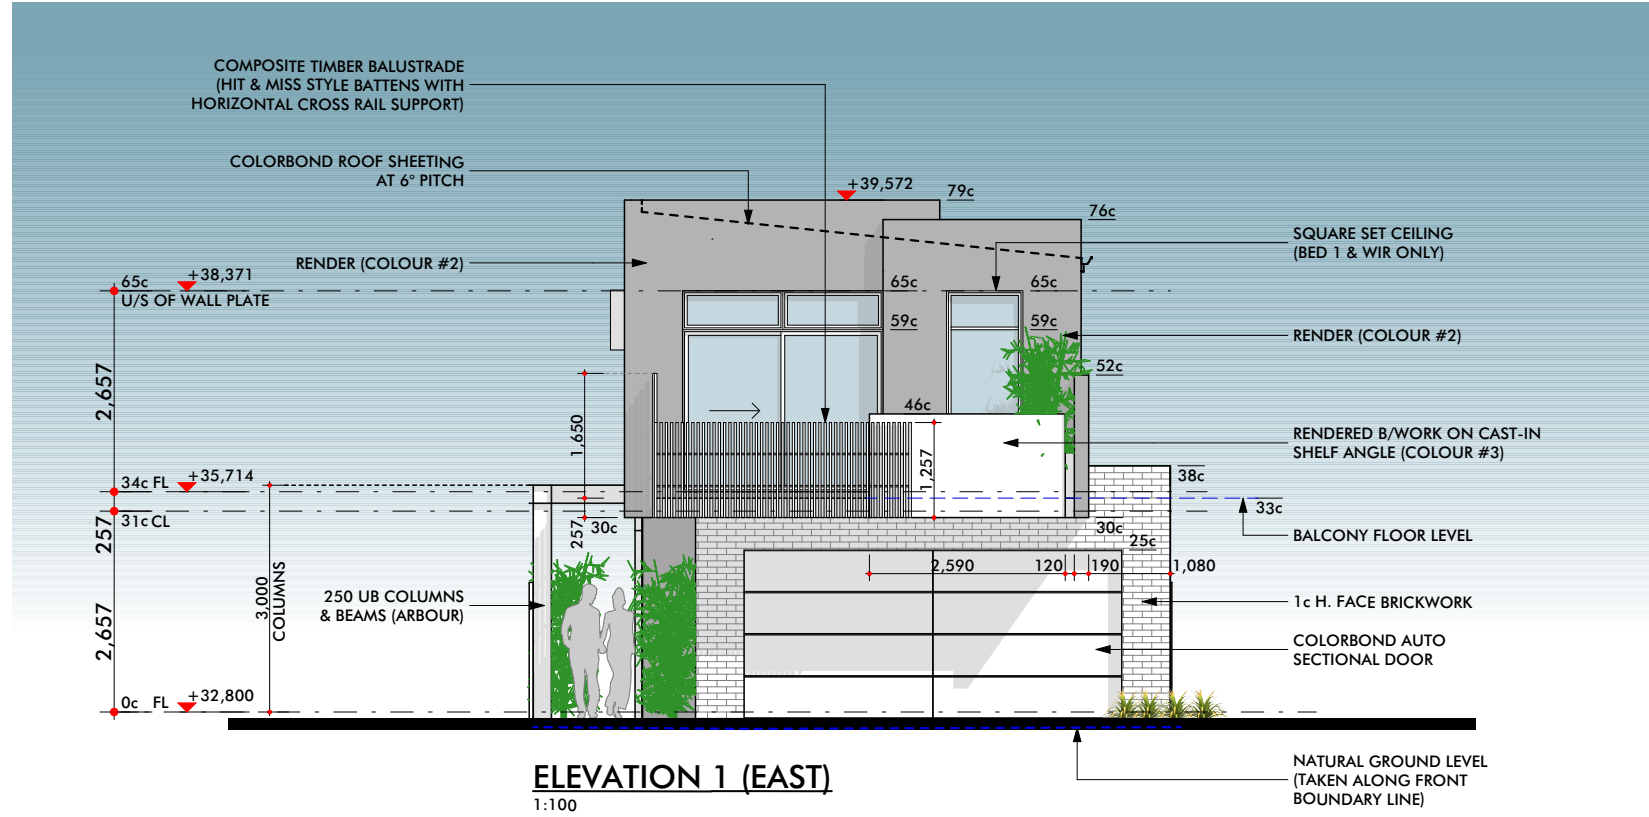 COMPOSITE TIMBER BALUSTRADE
(HIT & MISS STYLE BATTENS WITH
HORIZONTAL CROSS RAIL SUPPORT)
COLORBOND ROOF SHEETING
AT 6° PITCH
+39,572
79c
76c
SQUARE SET CEILING
(BED 1 & WIR ONLY)
RENDER (COLOUR #2)
65c
+38,371
U/S OF WALL PLATE
65c
65c
59c
59c
RENDER (COLOUR #2)
52c
2,657
46c
1,650
1,257
RENDERED B/WORK ON CAST-IN
SHELF ANGLE (COLOUR #3)
38c
34c FL
+35,714
33c
31c CL
257
257
30c
30c
BALCONY FLOOR LEVEL
25c
2,590
120
190
1,080
3,000
COLUMNS
250 UB COLUMNS
& BEAMS (ARBOUR)
1c H. FACE BRICKWORK
2,657
COLORBOND AUTO
SECTIONAL DOOR
0c FL
+32,800
NATURAL GROUND LEVEL
(TAKEN ALONG FRONT
BOUNDARY LINE)
ELEVATION 1 (EAST)
1:100